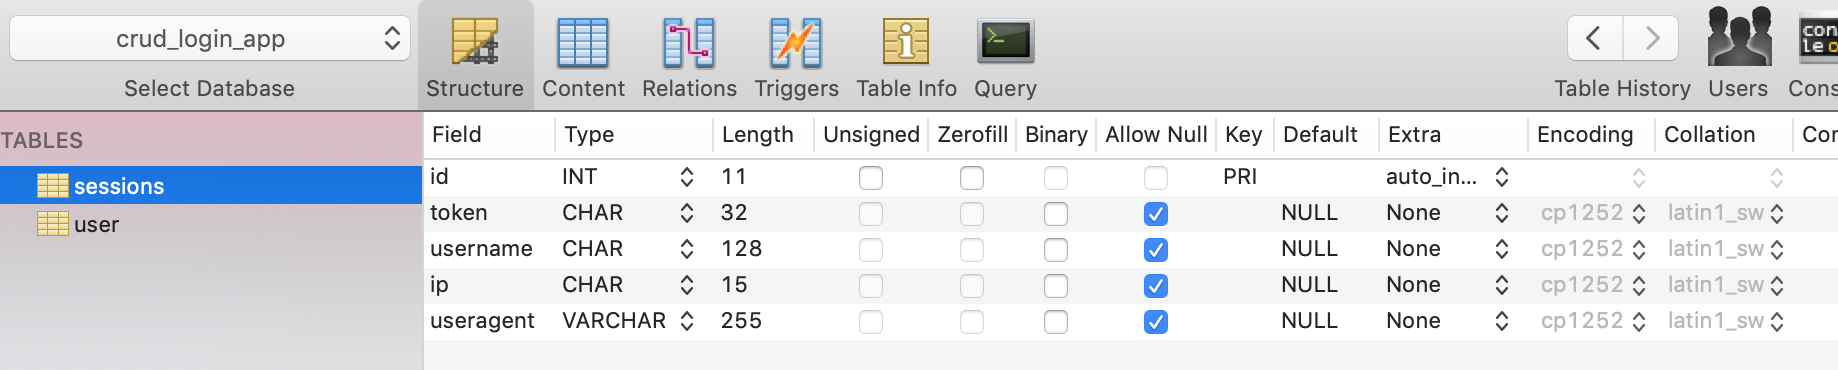 crud_login_app
Select Database
Structure Content Relations Triggers Table Info Query
Table History Users Cons
TABLES
sessions
user
Field Type Length Unsigned Zerofill Binary Allow Null Key Default Extra Encoding Collation Cor
id INT 11 PRI auto_in...
token CHAR 32 NULL None cp1252 latin1_sw
username CHAR 128 NULL None cp1252 latin1_sw
ip CHAR 15 NULL None cp1252 latin1_sw
useragent VARCHAR 255 NULL None cp1252 latin1_sw